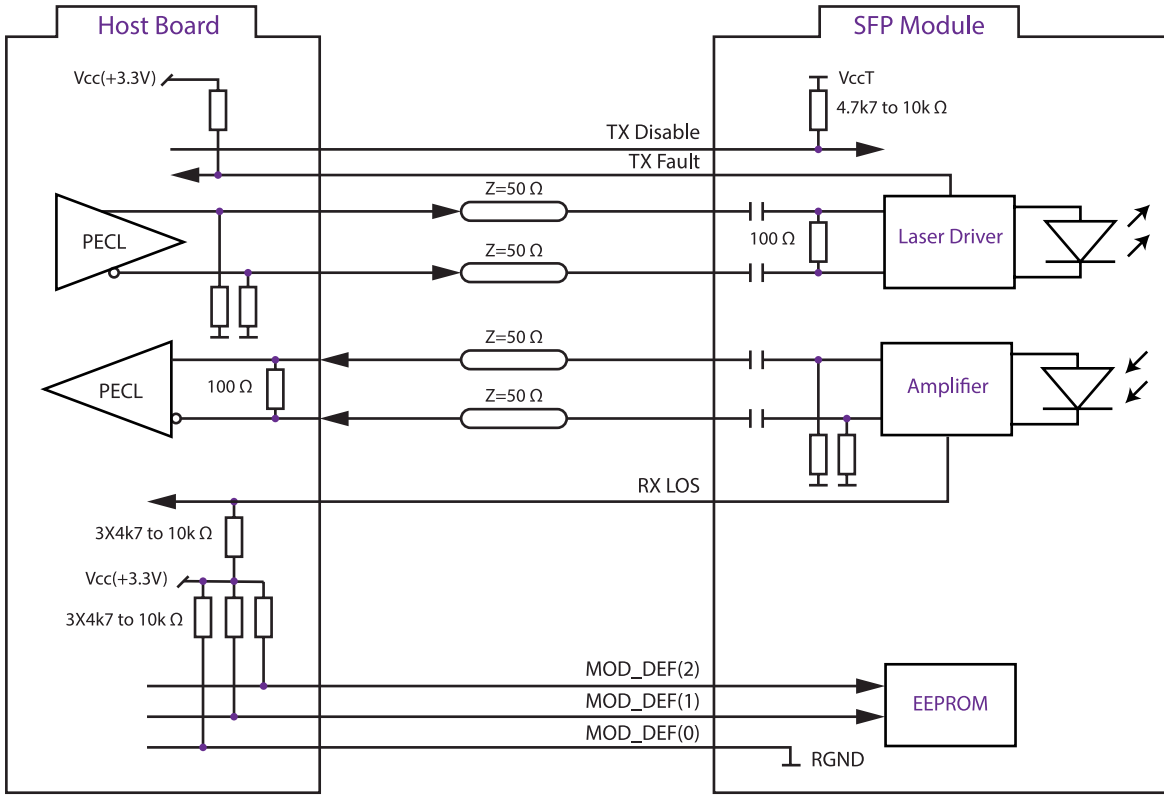 Host Board
SFP Module
Vcc(+3.3V)
VccT
4.7k7 to 10k Ω
TX Disable
TX Fault
Z=50 Ω
PECL
100 Ω
Laser Driver
Z=50 Ω
Z=50 Ω
PECL
100 Ω
Amplifier
Z=50 Ω
RX LOS
3X4k7 to 10k Ω
Vcc(+3.3V)
3X4k7 to 10k Ω
MOD_DEF(2)
MOD_DEF(1)
EEPROM
MOD_DEF(0)
RGND